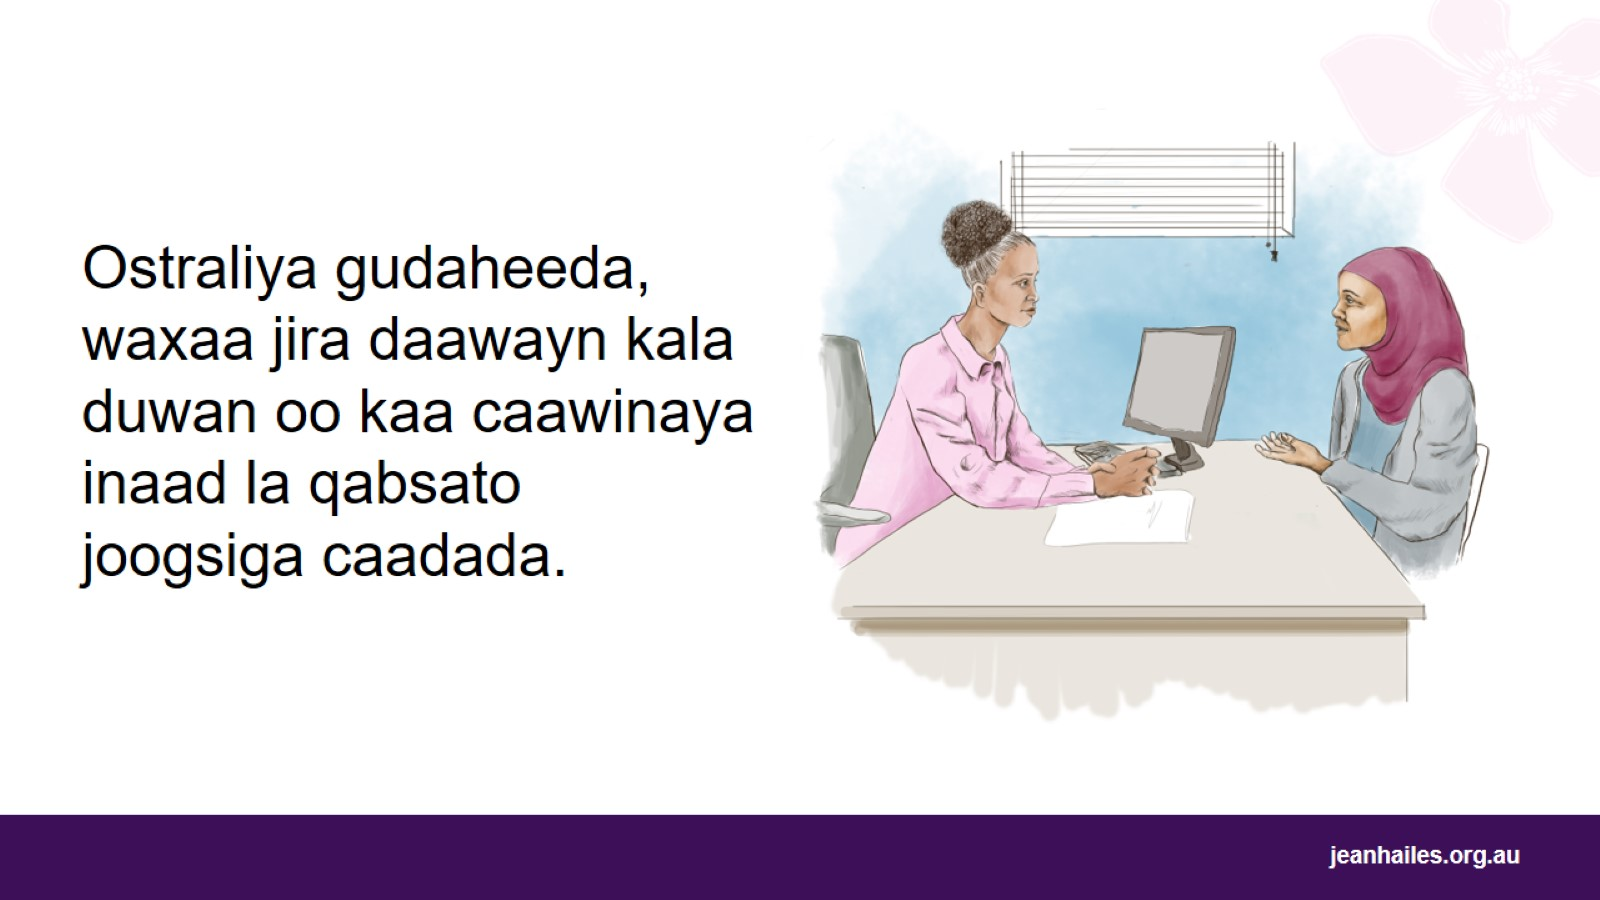 Ostraliya gudaheeda,
waxaa jira daawayn kala
duwan oo kaa caawinaya
inaad la qabsato
joogsiga caadada.
jeanhailes.org.au